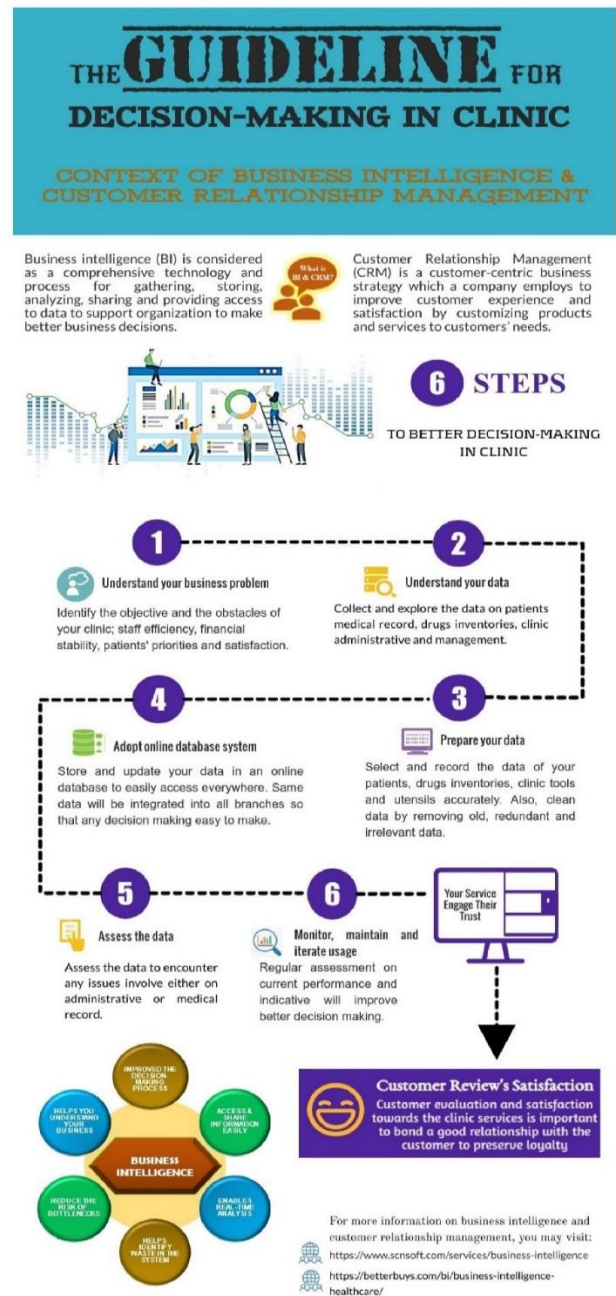 THE GUIDELINE FOR
DECISION-MAKING IN CLINIC
CONTEXT OF BUSINESS INTELLIGENCE &
CUSTOMER RELATIONSHIP MANAGEMENT
Business intelligence (BI) is considered
as a comprehensive technology and
process for gathering, storing,
analyzing, sharing and providing access
to data to support organization to make
better business decisions.
What is
BI & CRM?
Customer Relationship Management
(CRM) is a customer-centric business
strategy which a company employs to
improve customer experience and
satisfaction by customizing products
and services to customers' needs.
6 STEPS
TO BETTER DECISION-MAKING
IN CLINIC
1
Understand your business problem
Identify the objective and the obstacles of
your clinic; staff efficiency, financial
stability, patients' priorities and satisfaction.
2
Understand your data
Collect and explore the data on patients
medical record, drugs inventories, clinic
administrative and management.
3
Prepare your data
Select and record the data of your
patients, drugs inventories, clinic tools
and utensils accurately. Also, clean
data by removing old, redundant and
irrelevant data.
4
Adopt online database system
Store and update your data in an online
database to easily access everywhere. Same
data will be integrated into all branches so
that any decision making easy to make.
5
Assess the data
Assess the data to encounter
any issues involve either on
administrative or medical
record.
6
Monitor, maintain and
iterate usage
Regular assessment on
current performance and
indicative will improve
better decision making.
Your Service
Engage Their
Trust
Customer Review's Satisfaction
Customer evaluation and satisfaction
towards the clinic services is important
to bond a good relationship with the
customer to preserve loyalty
IMPROVED THE
DECISION-
MAKING
PROCESS
HELPS YOU
UNDERSTAND
YOUR
BUSINESS
ACCESS &
SHARE
INFORMATION
EASILY
BUSINESS
INTELLIGENCE
REDUCE THE
RISK OF
BOTTLENECKS
ENABLES
REAL-TIME
ANALYSIS
HELPS
IDENTIFY
WASTE IN THE
SYSTEM
For more information on business intelligence and
customer relationship management, you may visit:
https://www.scnsoft.com/services/business-intelligence
https://betterbuys.com/bi/business-intelligence-
healthcare/